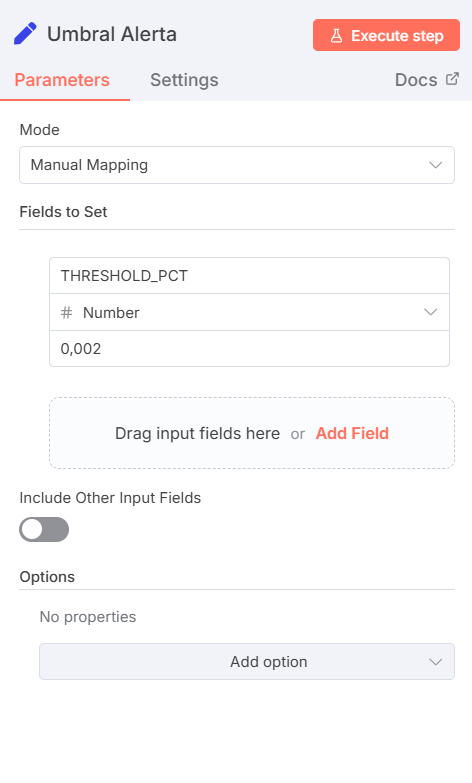 Umbral Alerta
Execute step
Parameters
Settings
Docs
Mode
Manual Mapping
Fields to Set
THRESHOLD_PCT
# Number
0,002
Drag input fields here or Add Field
Include Other Input Fields
Options
No properties
Add option